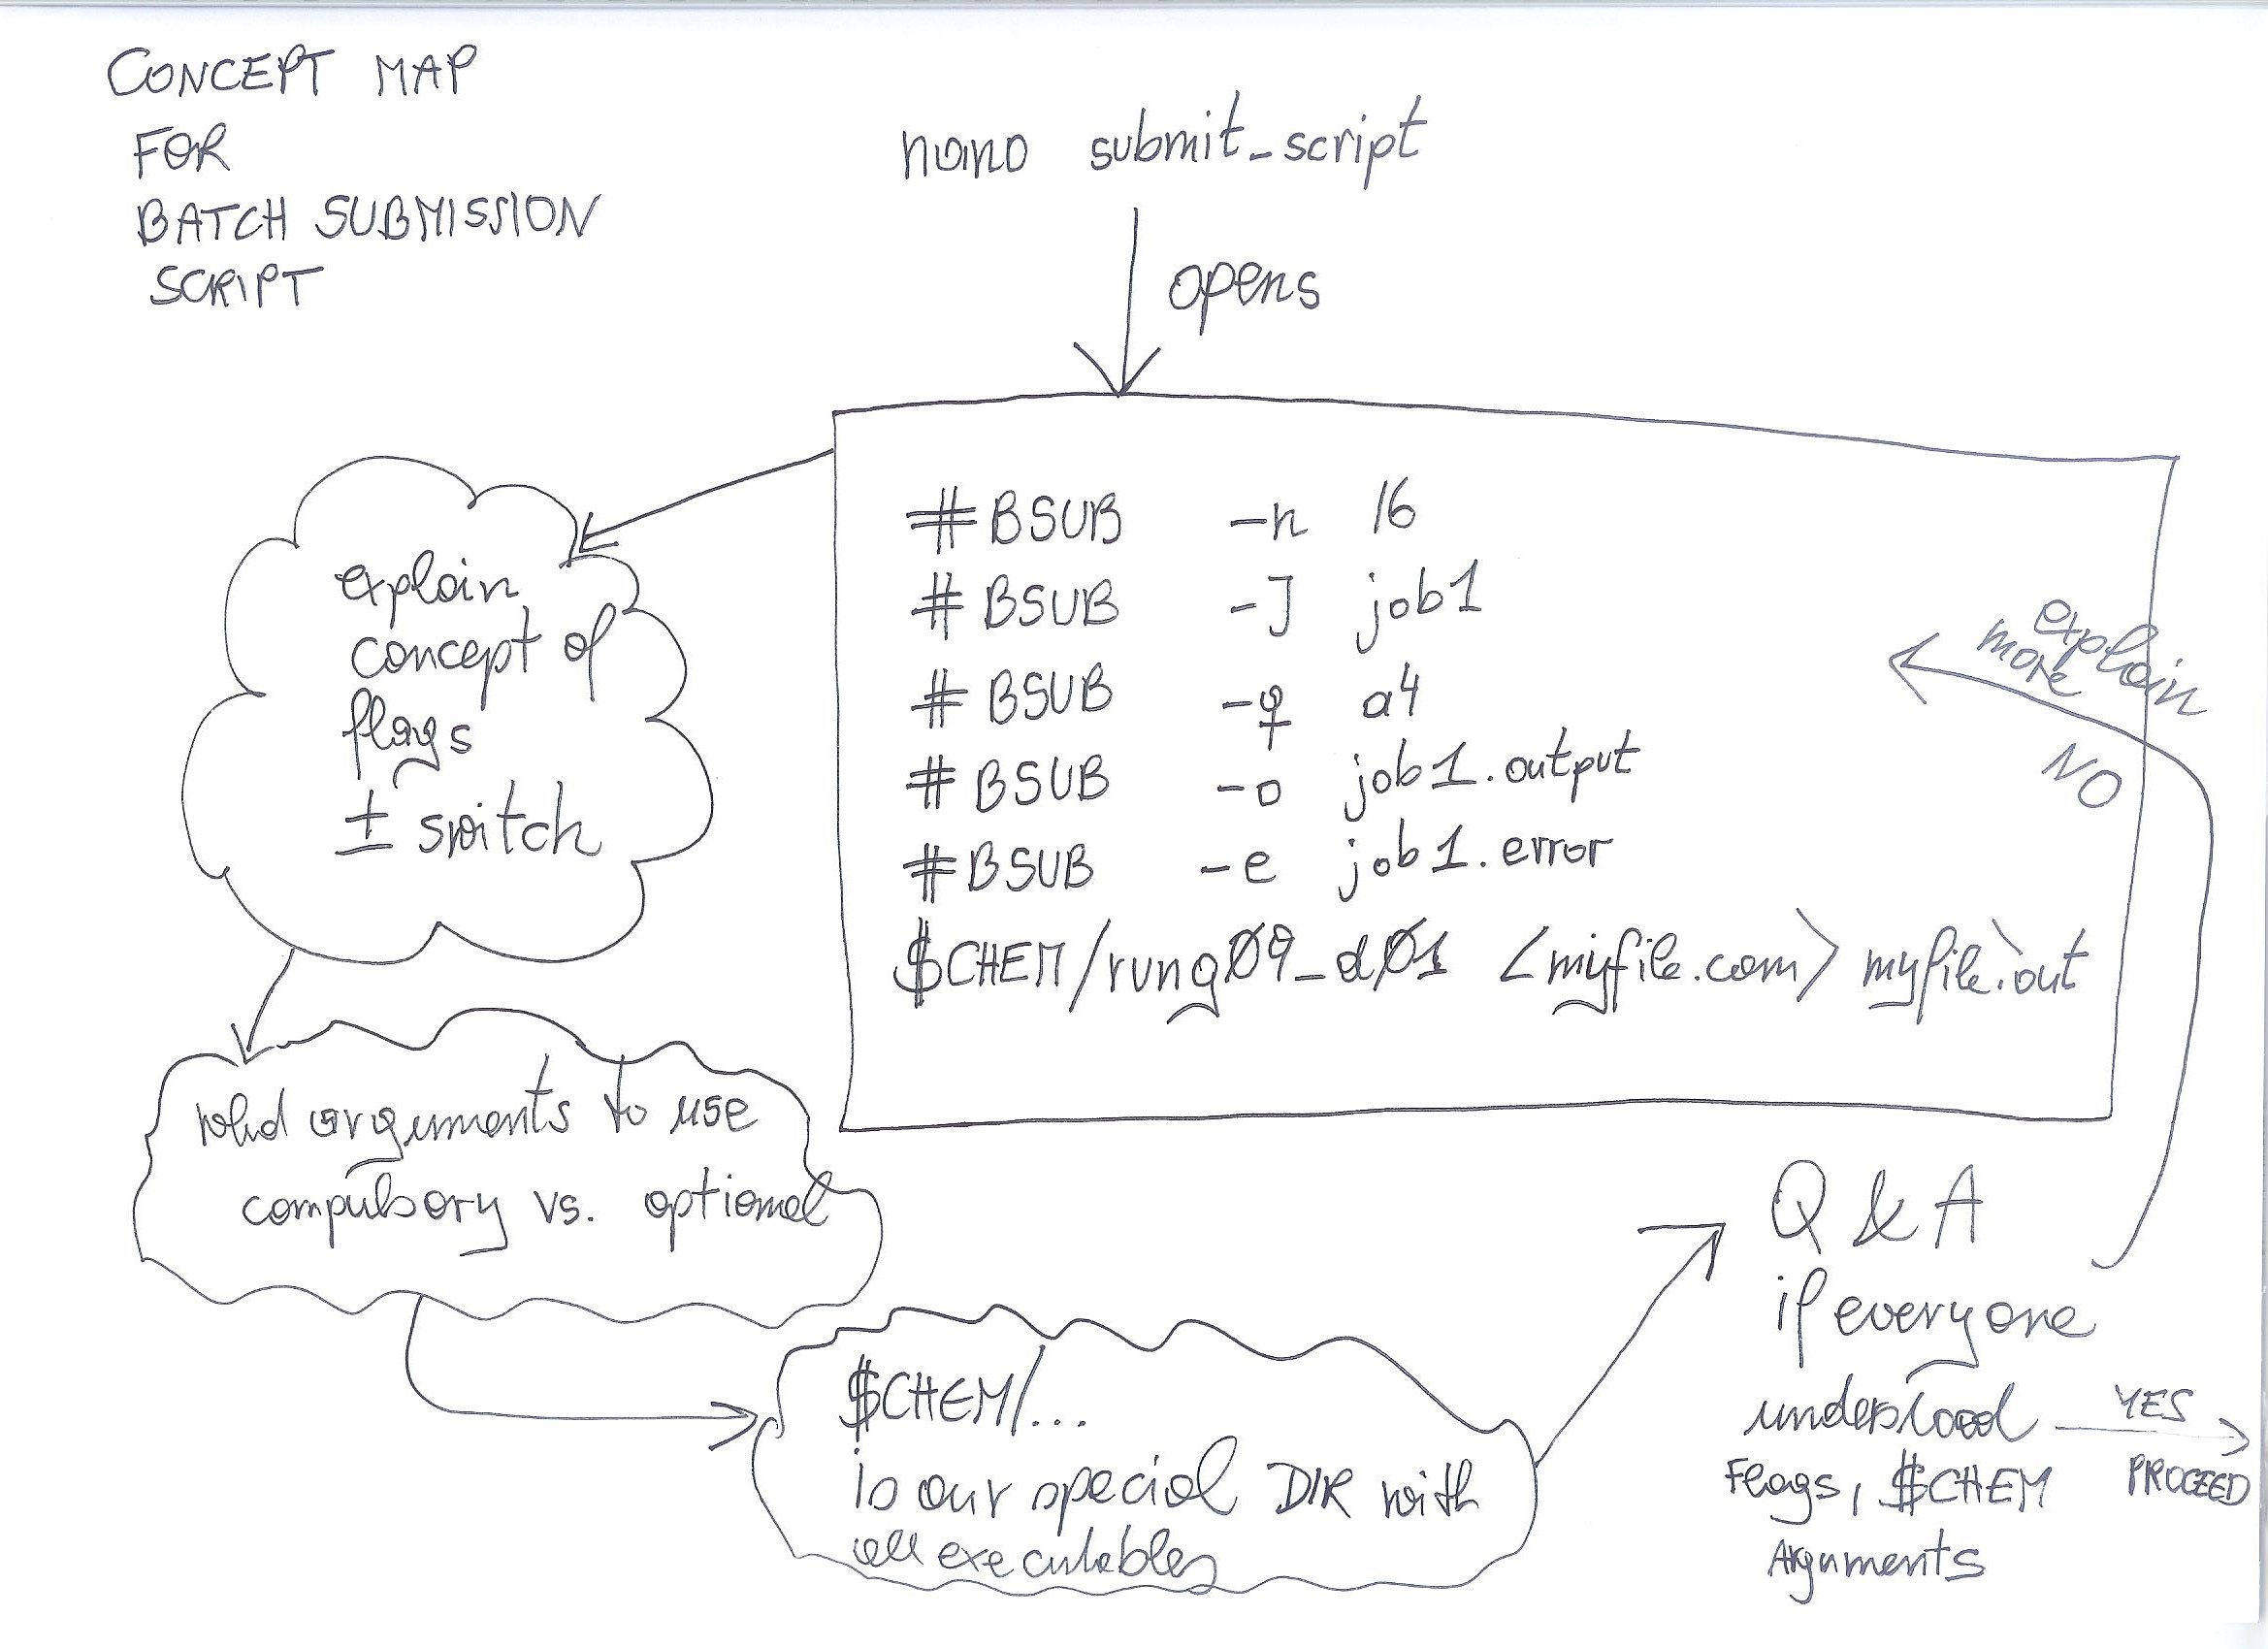 CONCEPT MAP
FOR
BATCH SUBMISSION
SCRIPT
nano submit_script
opens
#BSUB -n 16
#BSUB -J job1
#BSUB -q a4
#BSUB -o job1.output
#BSUB -e job1.error
$CHEM/rung09_d01 <myfile.com> myfile.out
explain
more
NO
explain
concept of
flags
± switch
valid arguments to use
compulsory vs. optional
$CHEM/...
is our special DIR with
all executables
Q & A
if everyone
understood
Flags, $CHEM
Arguments
YES
PROCEED